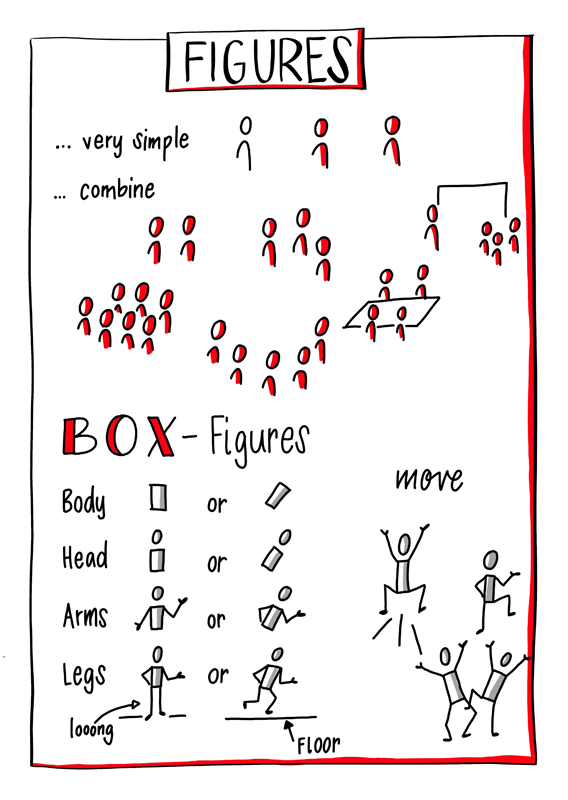 FIGURES
... very simple
... combine
BOX - Figures
move
Body or
Head or
Arms or
Legs or
looong
FLOOR